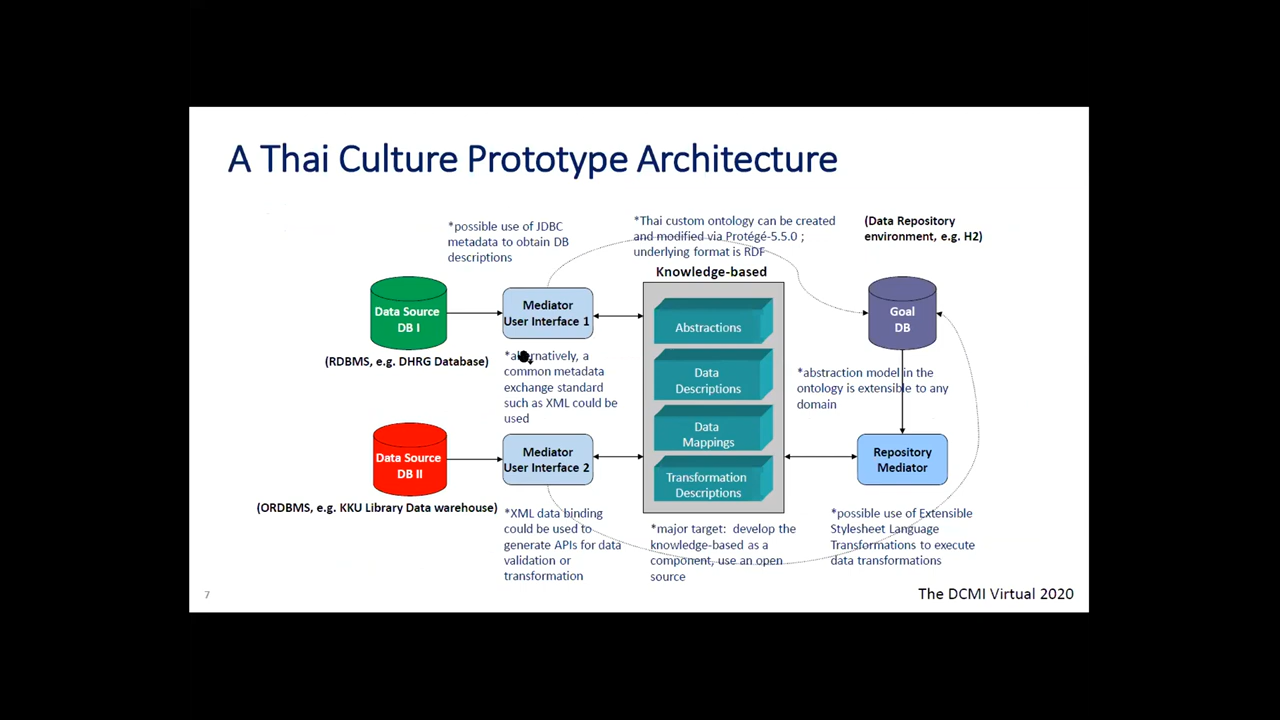 A Thai Culture Prototype Architecture
*possible use of JDBC
metadata to obtain DB
descriptions
*Thai custom ontology can be created
and modified via Protégé-5.5.0 ;
underlying format is RDF
(Data Repository
environment, e.g. H2)
Knowledge-based
Data Source
DB I
Mediator
User Interface 1
Abstractions
Goal
DB
(RDBMS, e.g. DHRG Database)
*alternatively, a
common metadata
exchange standard
such as XML could be
used
Data
Descriptions
*abstraction model in the
ontology is extensible to any
domain
Data
Mappings
Data Source
DB II
Mediator
User Interface 2
Transformation
Descriptions
Repository
Mediator
(ORDBMS, e.g. KKU Library Data warehouse)
*XML data binding
could be used to
generate APIs for data
validation or
transformation
*major target: develop the
knowledge-based as a
component, use an open
source
*possible use of Extensible
Stylesheet Language
Transformations to execute
data transformations
7
The DCMI Virtual 2020